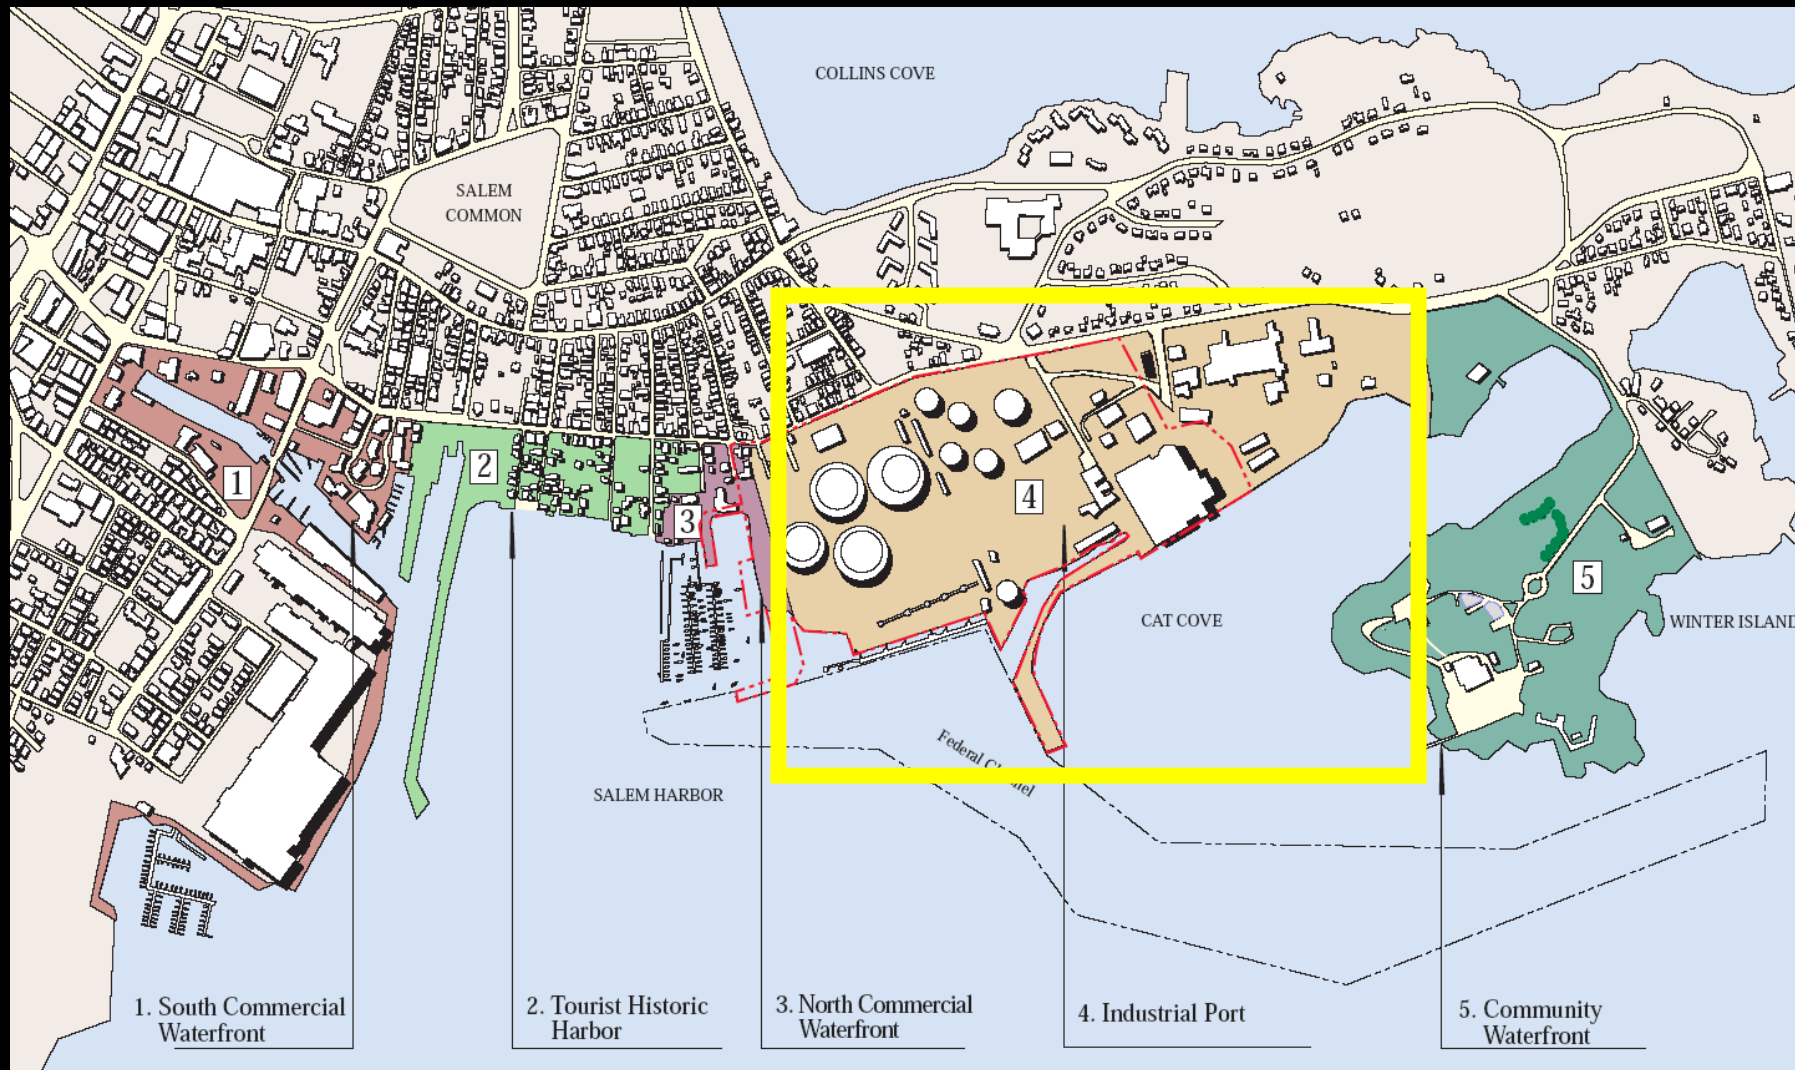 COLLINS COVE
SALEM
COMMON
1
2
3
4
5
CAT COVE
WINTER ISLAND
Federal
SALEM HARBOR
1. South Commercial
Waterfront
2. Tourist Historic
Harbor
3. North Commercial
Waterfront
4. Industrial Port
5. Community
Waterfront